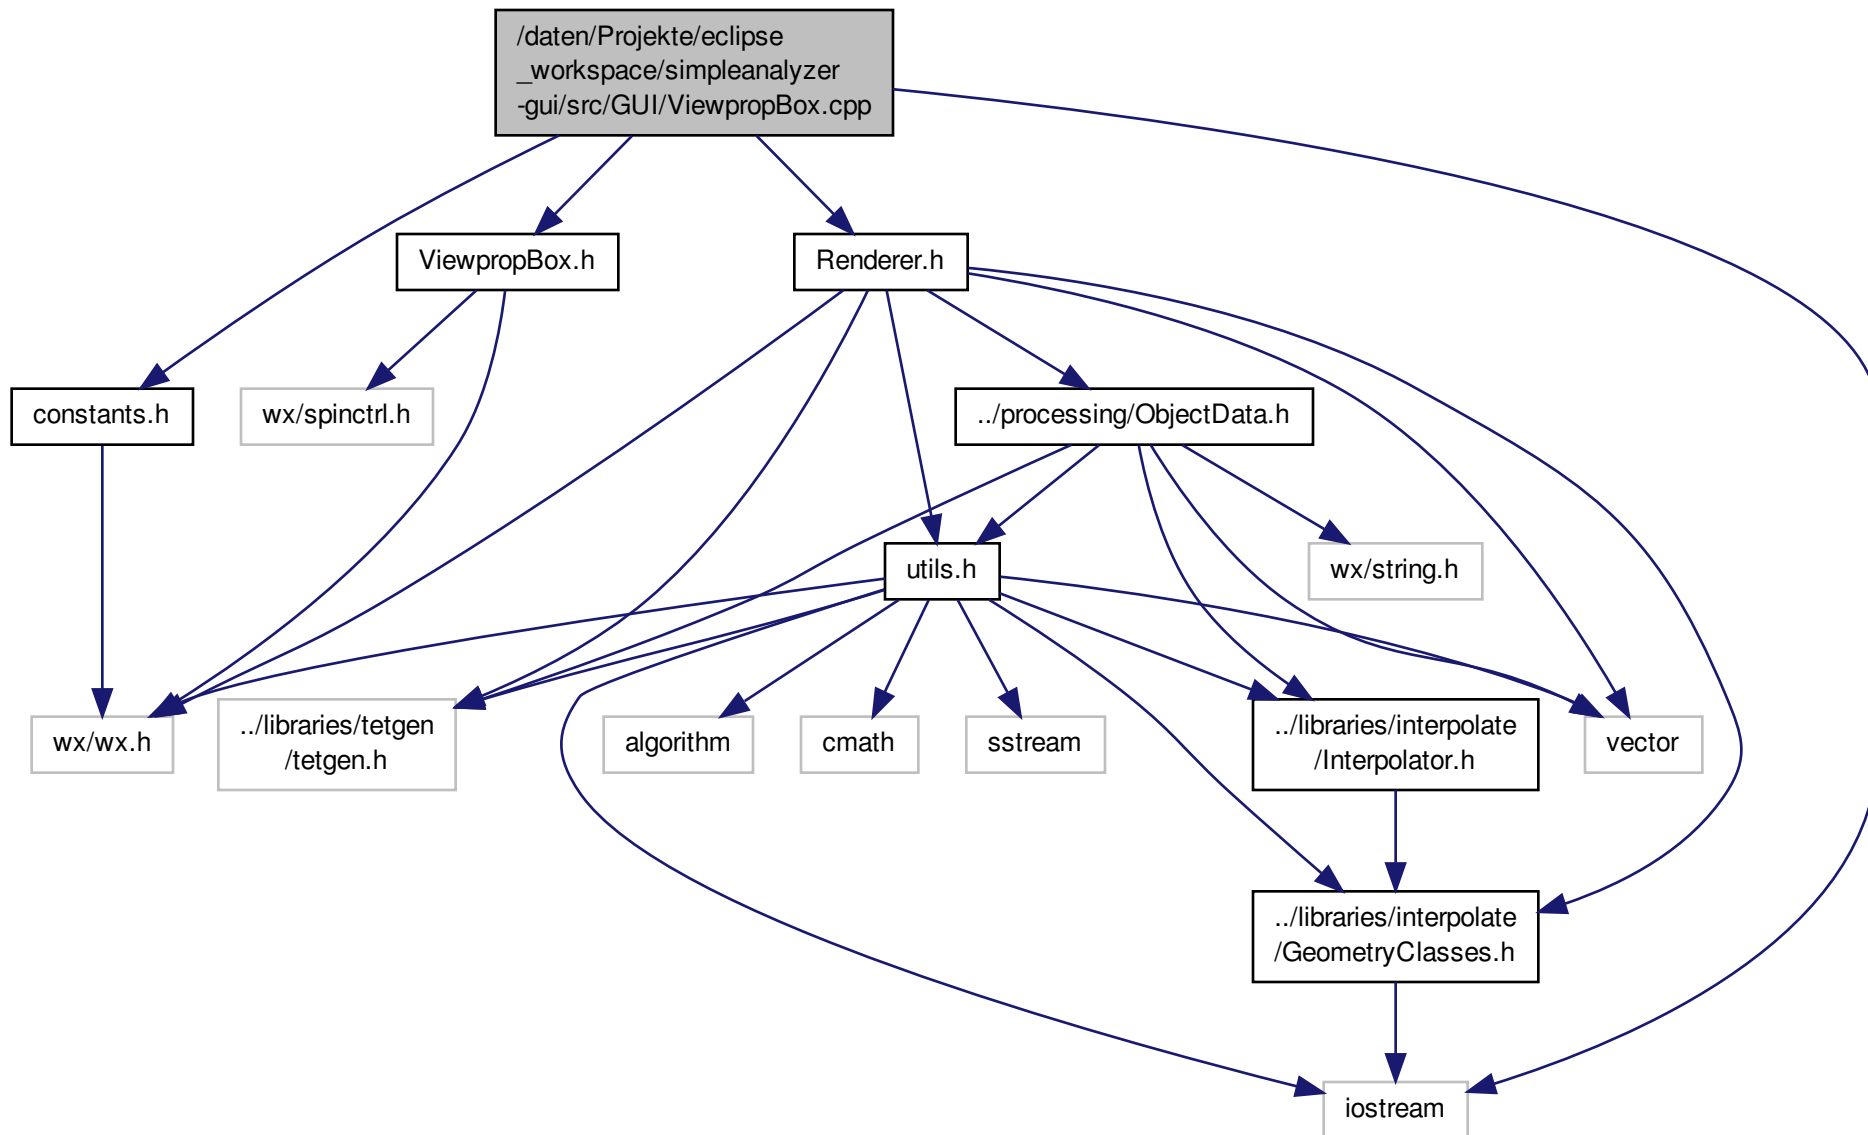 /daten/Projekte/eclipse
_workspace/simpleanalyzer
-gui/src/GUI/ViewpropBox.cpp
ViewpropBox.h
Renderer.h
constants.h
wx/spinctrl.h
../processing/ObjectData.h
utils.h
wx/string.h
wx/wx.h
../libraries/tetgen
/tetgen.h
algorithm
cmath
sstream
../libraries/interpolate
/Interpolator.h
vector
../libraries/interpolate
/GeometryClasses.h
iostream